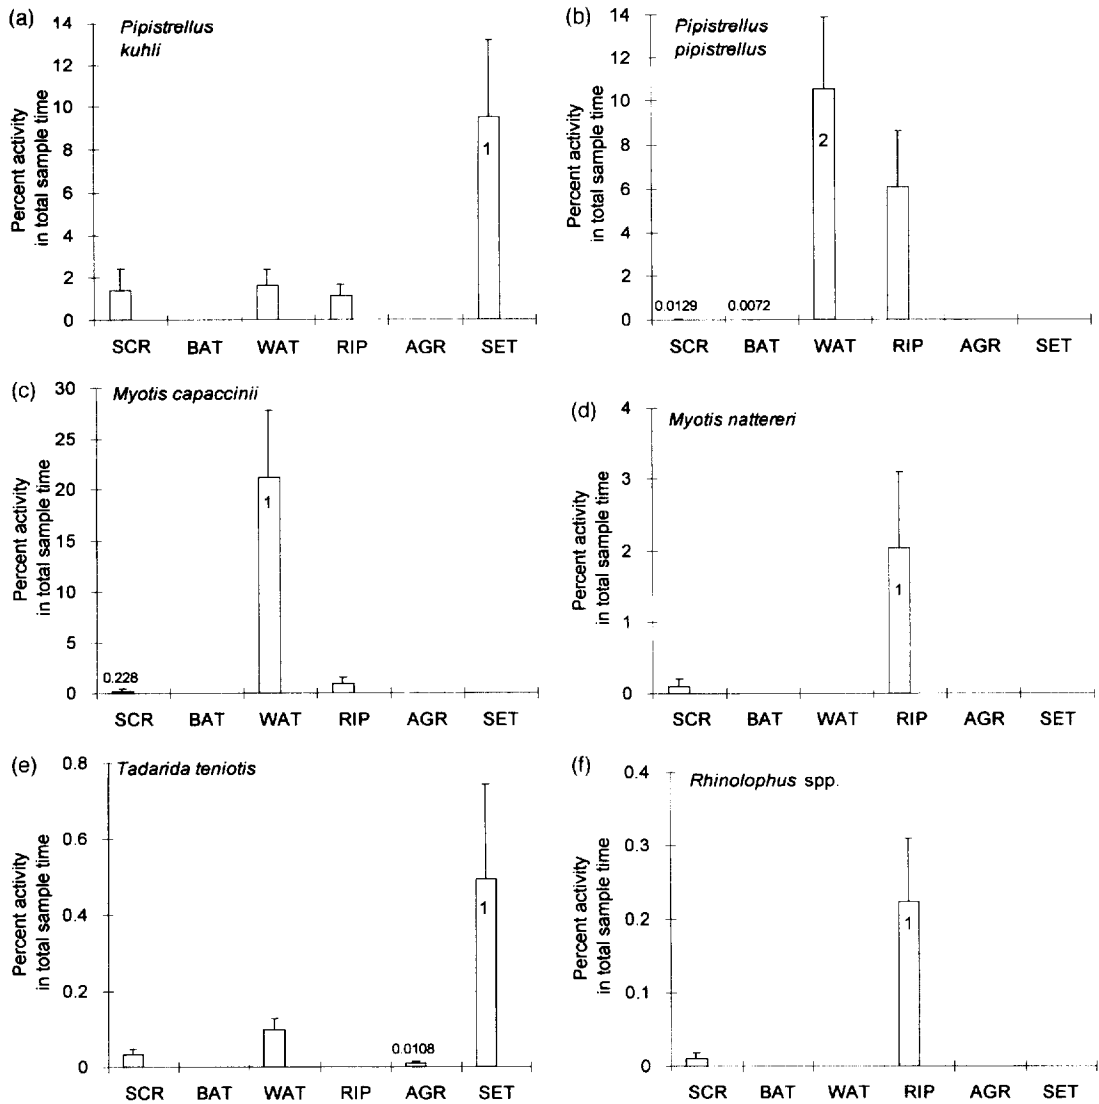 (a)
Pipistrellus
kuhli
Percent activity
in total sample time
14
12
10
8
6
4
2
0
1
SCR BAT WAT RIP AGR SET
(b)
Pipistrellus
pipistrellus
Percent activity
in total sample time
14
12
10
8
6
4
2
0
0.0129
0.0072
2
SCR BAT WAT RIP AGR SET
(c)
Myotis capaccinii
Percent activity
in total sample time
30
25
20
15
10
5
0
0.228
1
SCR BAT WAT RIP AGR SET
(d)
Myotis nattereri
Percent activity
in total sample time
4
3
2
1
0
1
SCR BAT WAT RIP AGR SET
(e)
Tadarida teniotis
Percent activity
in total sample time
0.8
0.6
0.4
0.2
0
0.0108
1
SCR BAT WAT RIP AGR SET
(f)
Rhinolophus spp.
Percent activity
in total sample time
0.4
0.3
0.2
0.1
0
1
SCR BAT WAT RIP AGR SET